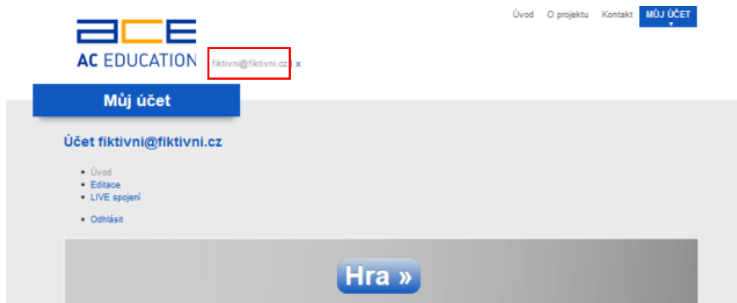 Úvod O projektu Kontakt MŮJ ÚČET
ace
AC EDUCATION
fiktivni@fiktivni.cz x
Můj účet
Účet fiktivni@fiktivni.cz
Úvod
Editace
LIVE spojení
Odhlásit
Hra »